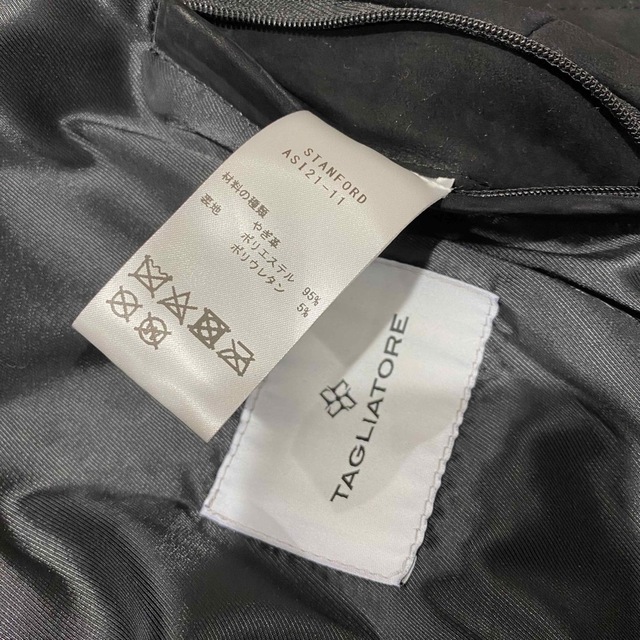 STANFORD
ASI21-11
材料の種類 やぎ革
裏地 ポリエステル 95%
ポリウレタン 5%
TAGLIATORE